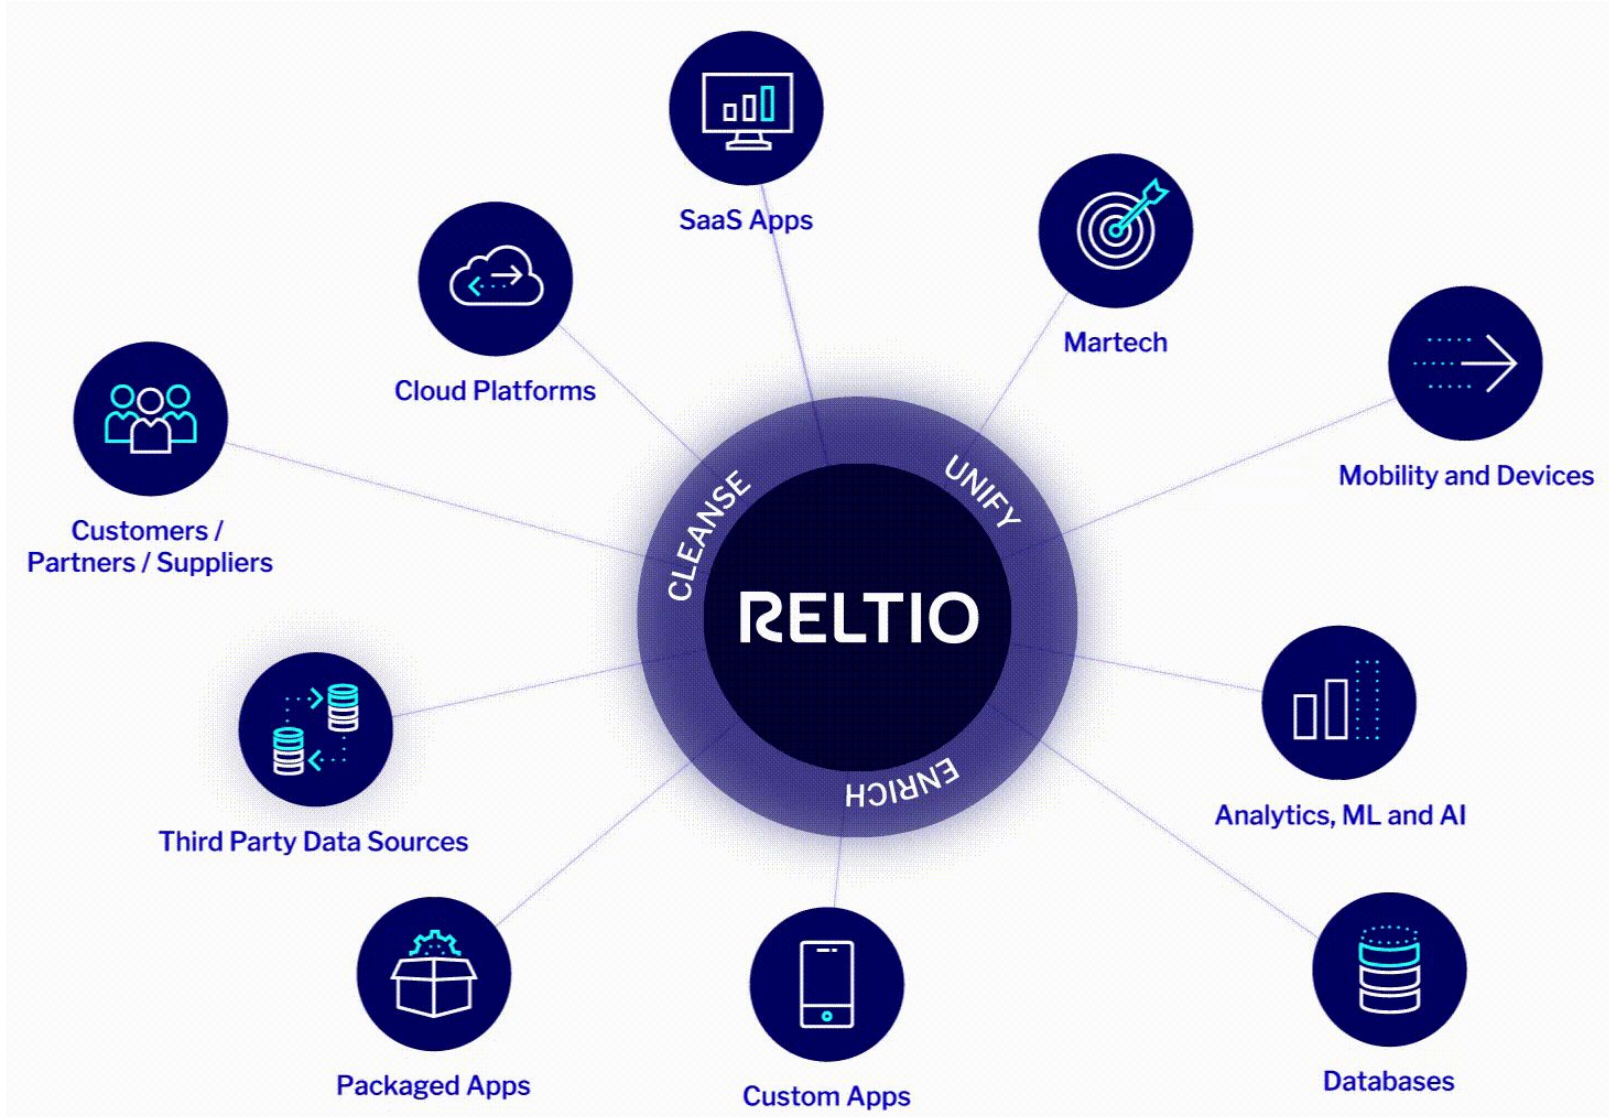 SaaS Apps
Martech
Cloud Platforms
Mobility and Devices
Customers /
Partners / Suppliers
CLEANSE
UNIFY
RELTIO
ENRICH
Third Party Data Sources
Analytics, ML and AI
Packaged Apps
Custom Apps
Databases